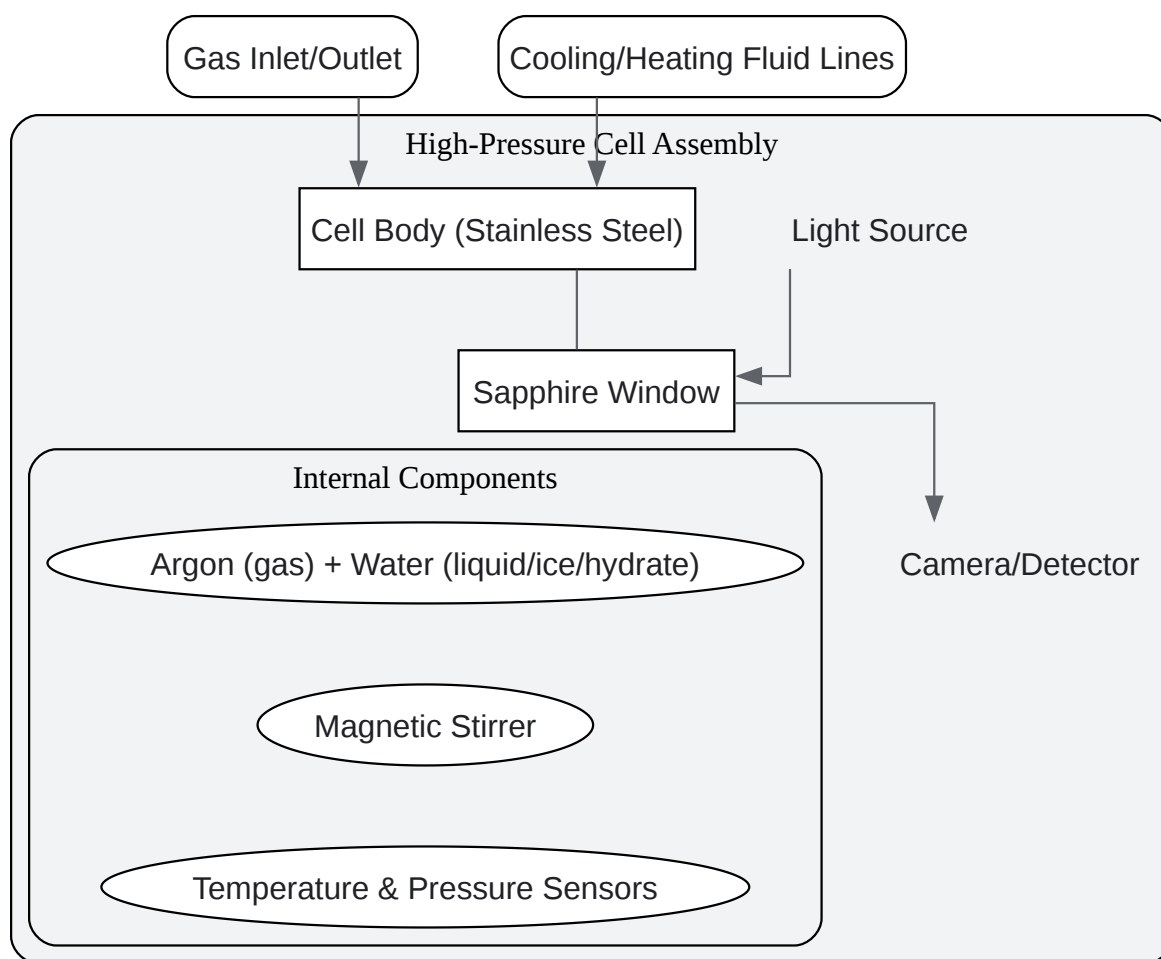 Gas Inlet/Outlet
Cooling/Heating Fluid Lines
High-Pressure Cell Assembly
Cell Body (Stainless Steel)
Light Source
Sapphire Window
Internal Components
Argon (gas) + Water (liquid/ice/hydrate)
Camera/Detector
Magnetic Stirrer
Temperature & Pressure Sensors